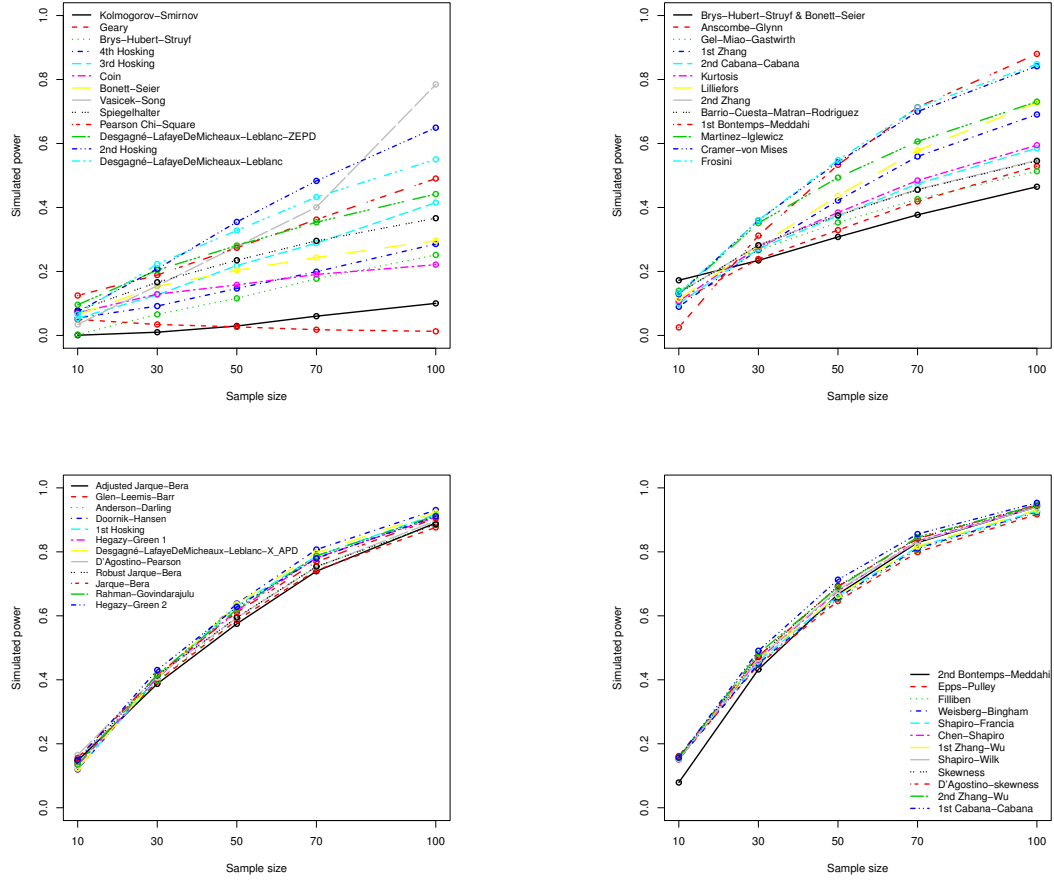 Simulated power
0.0
0.2
0.4
0.6
0.8
1.0
Kolmogorov−Smirnov
Geary
Brys−Hubert−Struyf
4th Hosking
3rd Hosking
Coin
Bonett−Seier
Vasicek−Song
Spiegelhalter
Pearson Chi−Square
Desgagné−LafayeDeMicheaux−Leblanc−ZEPD
2nd Hosking
Desgagné−LafayeDeMicheaux−Leblanc
10 30 50 70 100
Sample size
Simulated power
0.0
0.2
0.4
0.6
0.8
1.0
Brys−Hubert−Struyf & Bonett−Seier
Anscombe−Glynn
Gel−Miao−Gastwirth
1st Zhang
2nd Cabana−Cabana
Kurtosis
Lilliefors
2nd Zhang
Barrio−Cuesta−Matran−Rodriguez
1st Bontemps−Meddahi
Martinez−Iglewicz
Cramer−von Mises
Frosini
10 30 50 70 100
Sample size
Simulated power
0.0
0.2
0.4
0.6
0.8
1.0
Adjusted Jarque−Bera
Glen−Leemis−Barr
Anderson−Darling
Doornik−Hansen
1st Hosking
Hegazy−Green 1
Desgagné−LafayeDeMicheaux−Leblanc−X_APD
D'Agostino−Pearson
Robust Jarque−Bera
Jarque−Bera
Rahman−Govindarajulu
Hegazy−Green 2
10 30 50 70 100
Sample size
Simulated power
0.0
0.2
0.4
0.6
0.8
1.0
2nd Bontemps−Meddahi
Epps−Pulley
Filliben
Weisberg−Bingham
Shapiro−Francia
Chen−Shapiro
1st Zhang−Wu
Shapiro−Wilk
Skewness
D'Agostino−skewness
2nd Zhang−Wu
1st Cabana−Cabana
10 30 50 70 100
Sample size